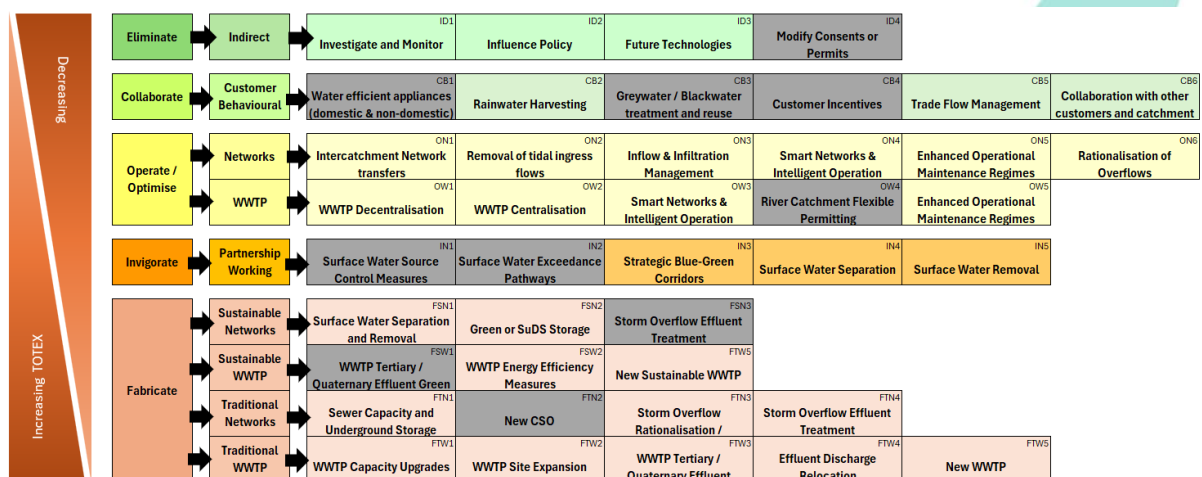 Decreasing
Increasing TOTEX
Eliminate
Indirect
ID1
Investigate and Monitor
ID2
Influence Policy
ID3
Future Technologies
ID4
Modify Consents or
Permits
Collaborate
Customer
Behavioural
CB1
Water efficient appliances
(domestic & non-domestic)
CB2
Rainwater Harvesting
CB3
Greywater / Blackwater
treatment and reuse
CB4
Customer Incentives
CB5
Trade Flow Management
CB6
Collaboration with other
customers and catchment
Operate /
Optimise
Networks
ON1
Intercatchment Network
transfers
ON2
Removal of tidal ingress
flows
ON3
Inflow & Infiltration
Management
ON4
Smart Networks &
Intelligent Operation
ON5
Enhanced Operational
Maintenance Regimes
ON6
Rationalisation of
Overflows
WWTP
OW1
WWTP Decentralisation
OW2
WWTP Centralisation
OW3
Smart Networks &
Intelligent Operation
OW4
River Catchment Flexible
Permitting
OW5
Enhanced Operational
Maintenance Regimes
Invigorate
Partnership
Working
IN1
Surface Water Source
Control Measures
IN2
Surface Water Exceedance
Pathways
IN3
Strategic Blue-Green
Corridors
IN4
Surface Water Separation
IN5
Surface Water Removal
Fabricate
Sustainable
Networks
FSN1
Surface Water Separation
and Removal
FSN2
Green or SuDS Storage
FSN3
Storm Overflow Effluent
Treatment
Sustainable
WWTP
FSW1
WWTP Tertiary /
Quaternary Effluent Green
FSW2
WWTP Energy Efficiency
Measures
FTW5
New Sustainable WWTP
Traditional
Networks
FTN1
Sewer Capacity and
Underground Storage
FTN2
New CSO
FTN3
Storm Overflow
Rationalisation /
FTN4
Storm Overflow Effluent
Treatment
Traditional
WWTP
FTW1
WWTP Capacity Upgrades
FTW2
WWTP Site Expansion
FTW3
WWTP Tertiary /
Quaternary Effluent
FTW4
Effluent Discharge
Relocation
FTW5
New WWTP